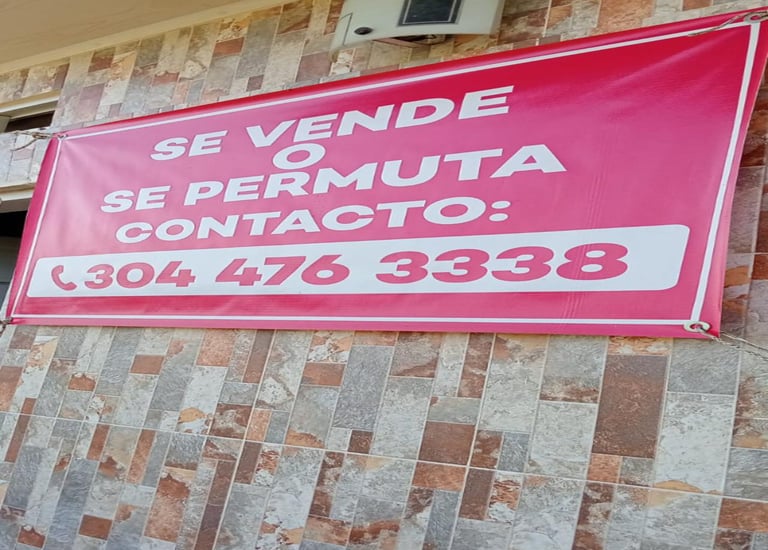 SE VENDE
O
SE PERMUTA
CONTACTO:
304 476 3338